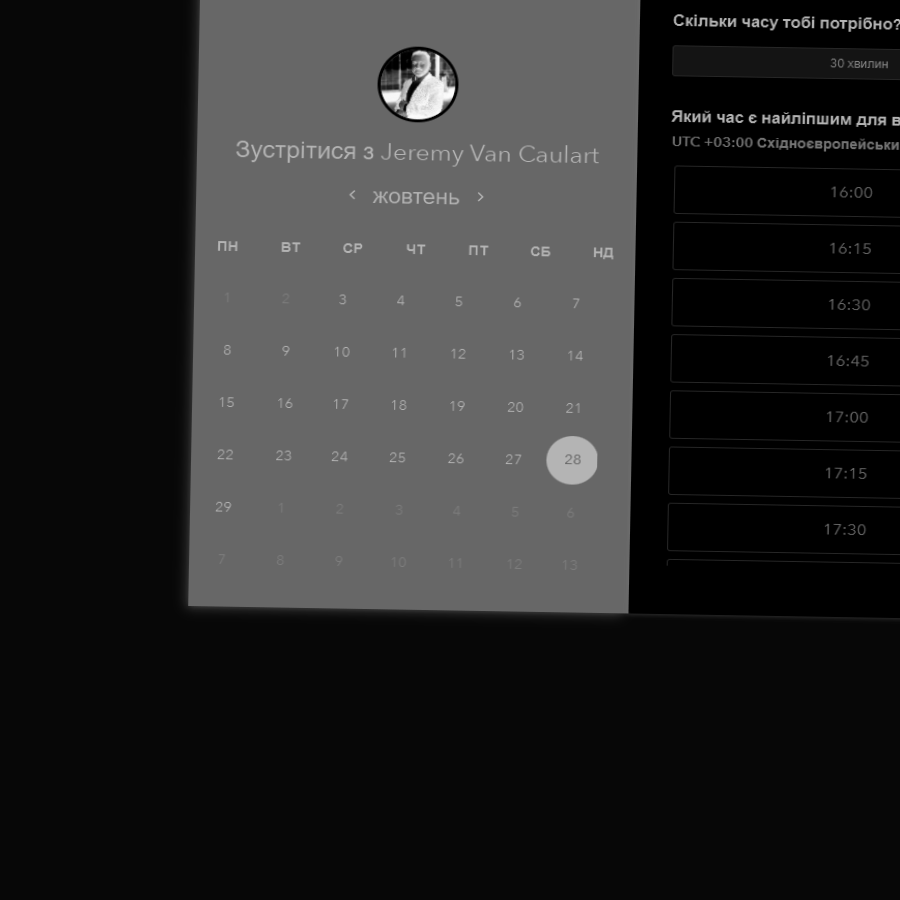 Зустрітися з Jeremy Van Caulart
жовтень
ПН ВТ СР ЧТ ПТ СБ НД
1 2 3 4 5 6 7
8 9 10 11 12 13 14
15 16 17 18 19 20 21
22 23 24 25 26 27 28
29 1 2 3 4 5 6
7 8 9 10 11 12 13
Скільки часу тобі потрібно?
30 хвилин
Який час є найліпшим для
UTC +03:00
16:00
16:15
16:30
16:45
17:00
17:15
17:30